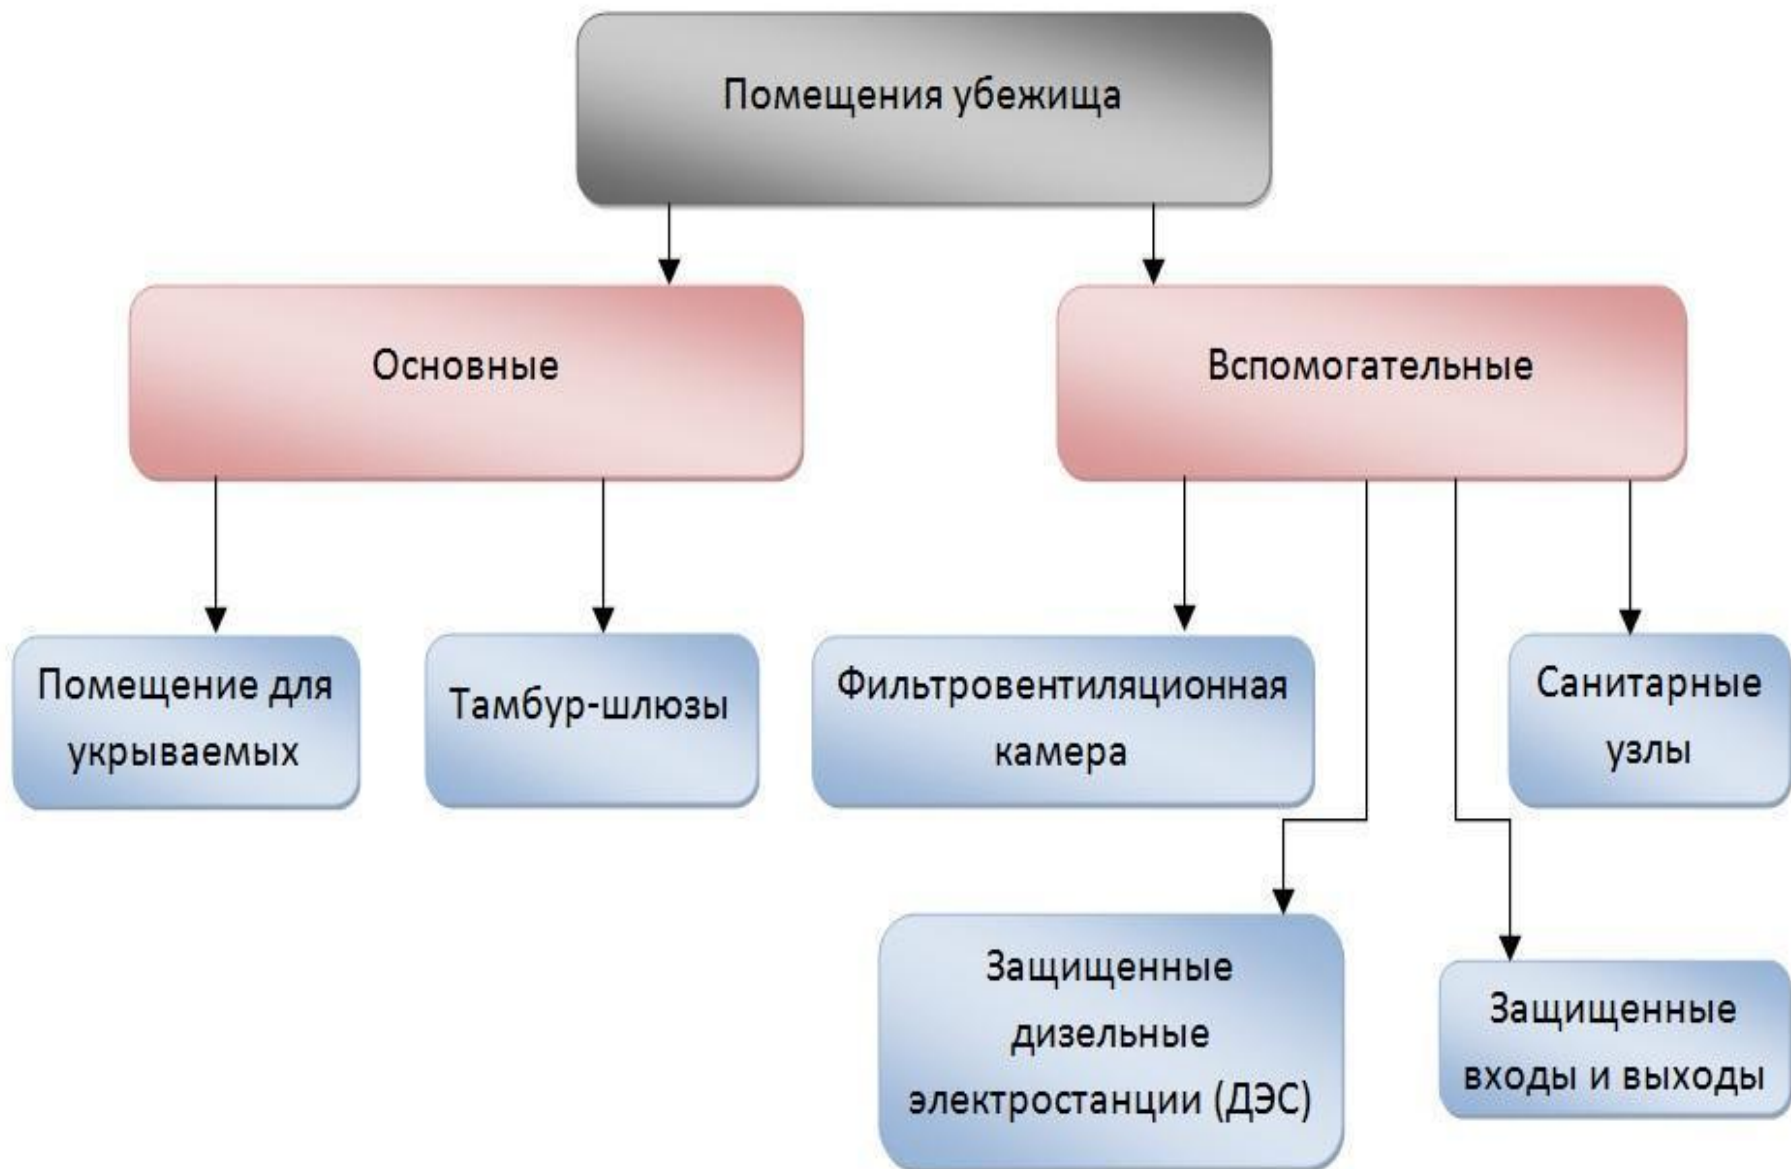 Помещения убежища
Основные
Вспомогательные
Помещение для
укрываемых
Тамбур-шлюзы
Фильтровентиляционная
камера
Санитарные
узлы
Защищенные
дизельные
электростанции (ДЭС)
Защищенные
входы и выходы